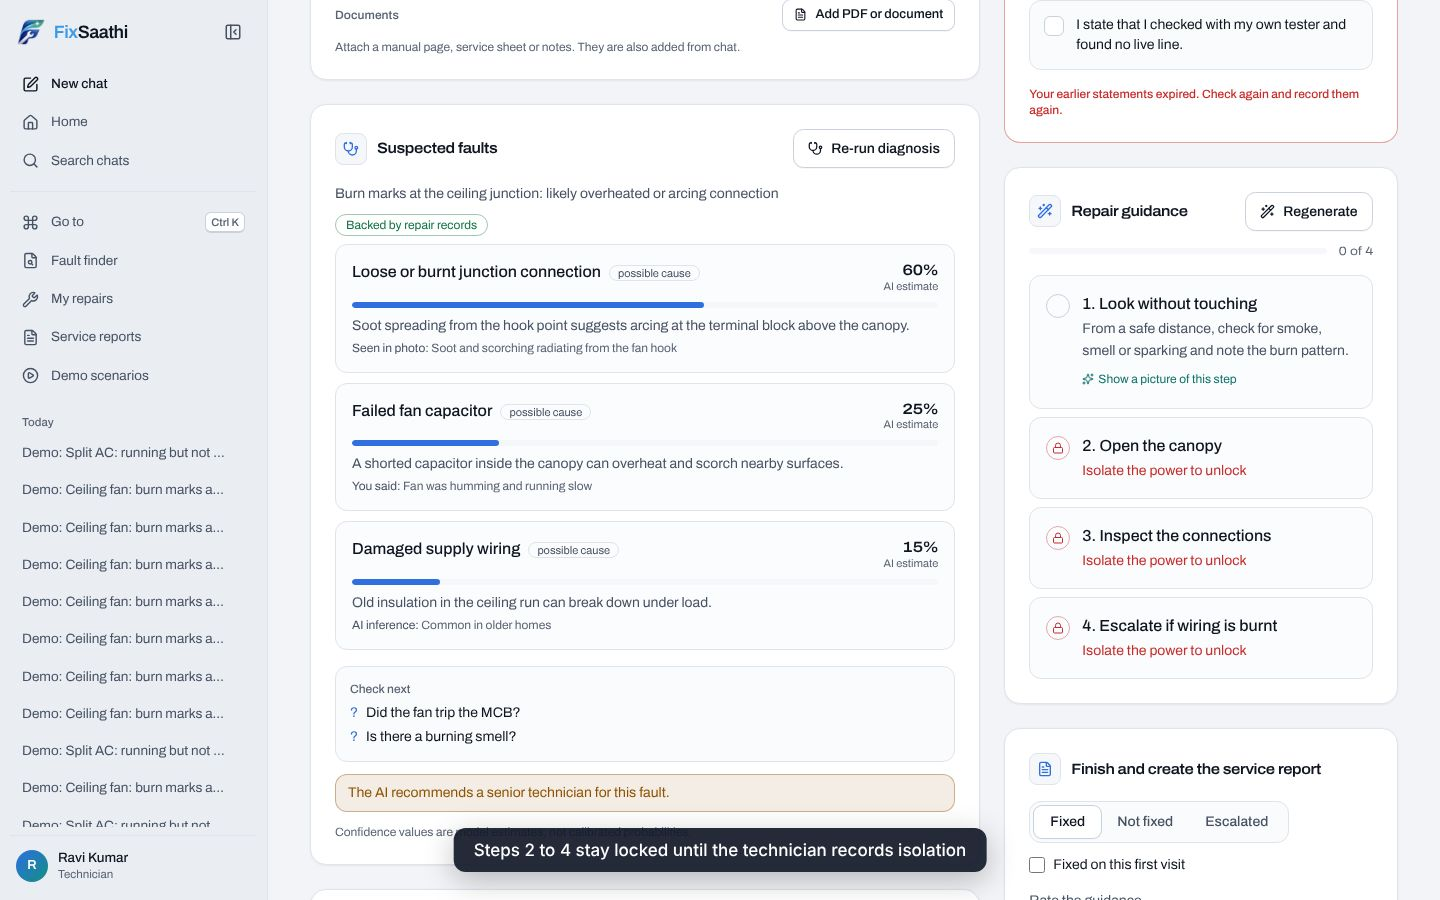 FixSaathi
New chat
Home
Search chats
Go to
Ctrl K
Fault finder
My repairs
Service reports
Demo scenarios
Today
Demo: Split AC: running but not ...
Demo: Ceiling fan: burn marks a...
Demo: Ceiling fan: burn marks a...
Demo: Ceiling fan: burn marks a...
Demo: Ceiling fan: burn marks a...
Demo: Ceiling fan: burn marks a...
Demo: Ceiling fan: burn marks a...
Demo: Ceiling fan: burn marks a...
Demo: Split AC: running but not ...
Demo: Ceiling fan: burn marks a...
Demo: Split AC: running but not
R
Ravi Kumar
Technician
Documents
Add PDF or document
Attach a manual page, service sheet or notes. They are also added from chat.
Suspected faults
Re-run diagnosis
Burn marks at the ceiling junction: likely overheated or arcing connection
Backed by repair records
Loose or burnt junction connection
possible cause
60%
AI estimate
Soot spreading from the hook point suggests arcing at the terminal block above the canopy.
Seen in photo: Soot and scorching radiating from the fan hook
Failed fan capacitor
possible cause
25%
AI estimate
A shorted capacitor inside the canopy can overheat and scorch nearby surfaces.
You said: Fan was humming and running slow
Damaged supply wiring
possible cause
15%
AI estimate
Old insulation in the ceiling run can break down under load.
AI inference: Common in older homes
Check next
? Did the fan trip the MCB?
? Is there a burning smell?
The AI recommends a senior technician for this fault.
Confidence values are model estimates, not calibrated probabilities.
Steps 2 to 4 stay locked until the technician records isolation
I state that I checked with my own tester and
found no live line.
Your earlier statements expired. Check again and record them
again.
Repair guidance
Regenerate
0 of 4
1. Look without touching
From a safe distance, check for smoke,
smell or sparking and note the burn pattern.
Show a picture of this step
2. Open the canopy
Isolate the power to unlock
3. Inspect the connections
Isolate the power to unlock
4. Escalate if wiring is burnt
Isolate the power to unlock
Finish and create the service report
Fixed
Not fixed
Escalated
Fixed on this first visit
Rate the guidance